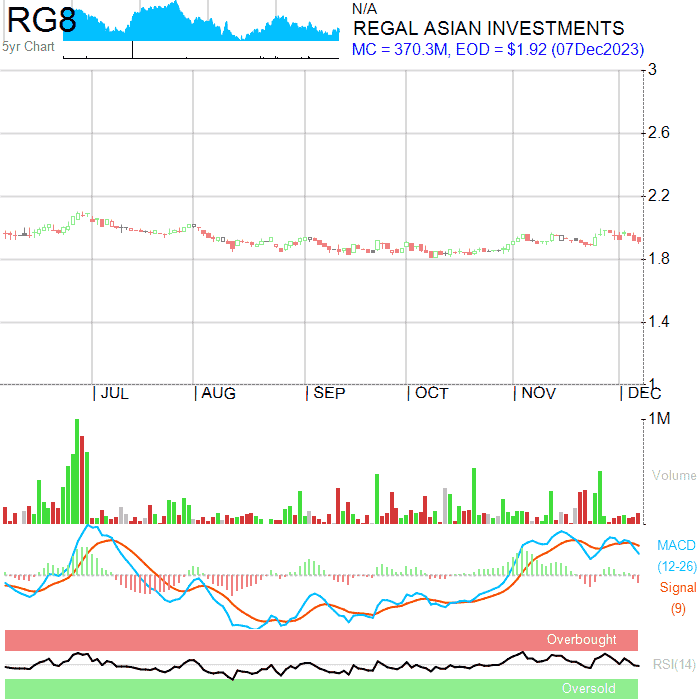 RG8
5yr Chart
N/A
REGAL ASIAN INVESTMENTS
MC = 370.3M, EOD = $1.92 (07Dec2023)
3
2.6
2.2
1.8
1.4
1
JUL AUG SEP OCT NOV DEC
1M
Volume
MACD
(12-26)
Signal
(9)
Overbought
RSI(14)
Oversold